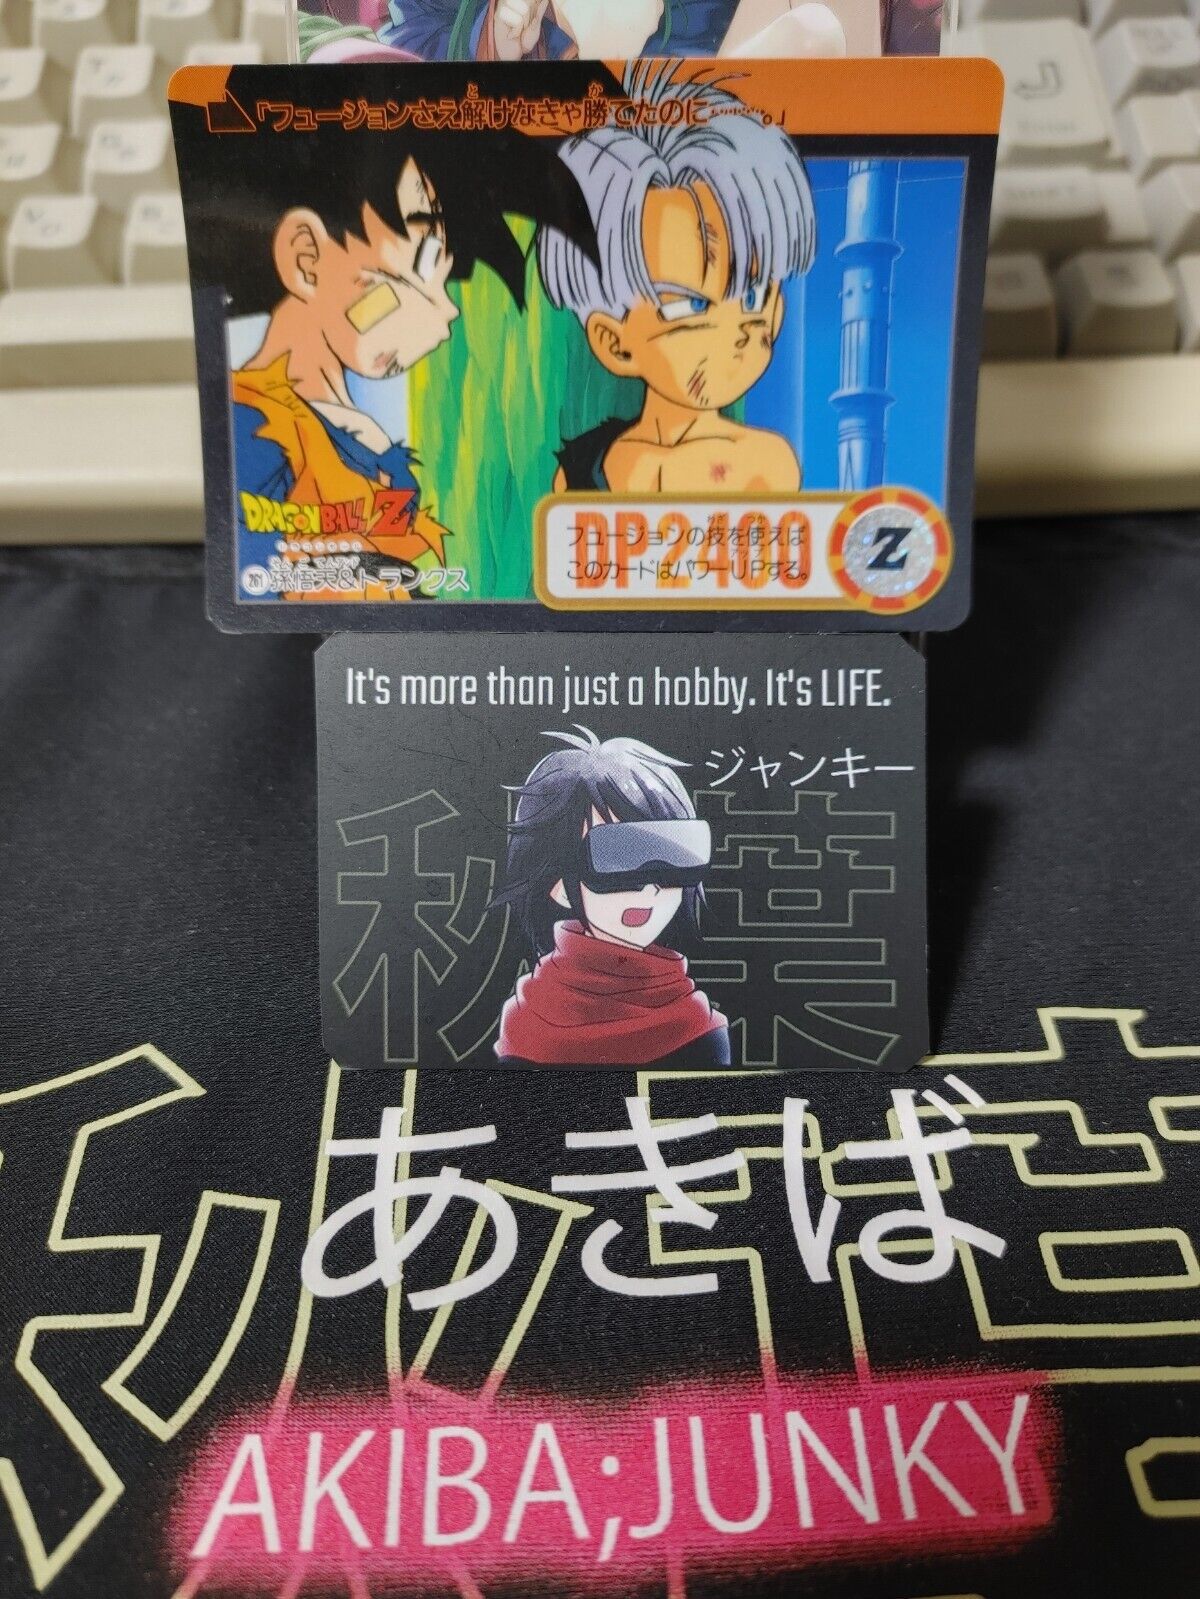 「フュージョンさえ解けなきゃ勝てたのに……。」
DRAGON BALL Z
261 孫悟天&トランクス
DP2400
フュージョンの技を使えば
このカードはパワーUPする。
Z
It's more than just a hobby. It's LIFE.
ジャンキー
秋葉
あきば
AKIBA;JUNKY